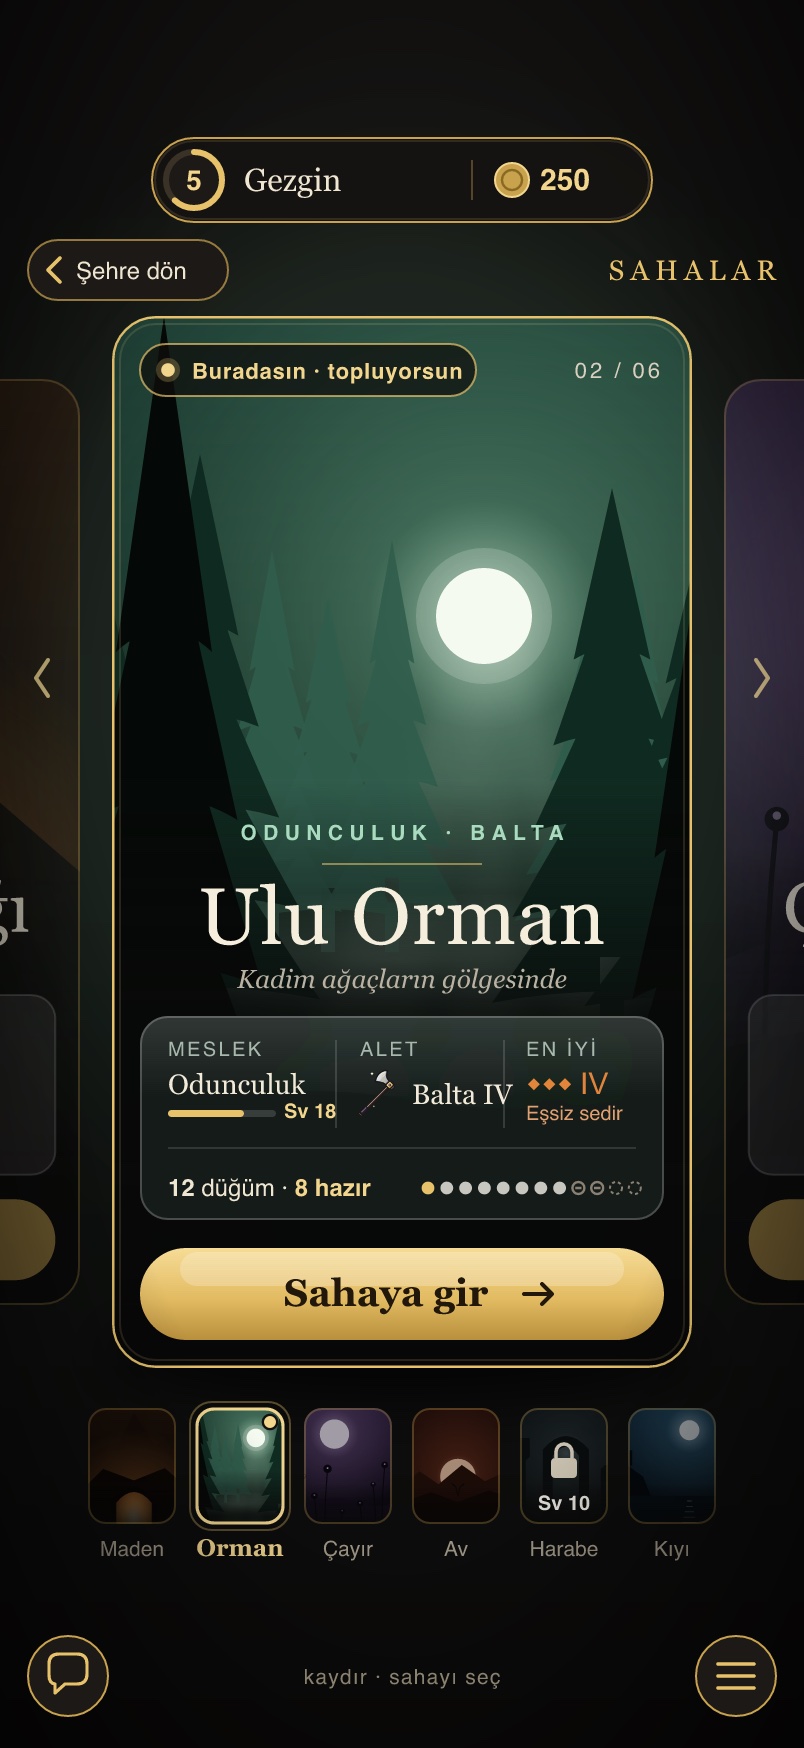 5 Gezgin 250
Şehre dön
SAHALAR
Buradasın · topluyorsun
02 / 06
ODUNCULUK · BALTA
Ulu Orman
Kadim ağaçların gölgesinde
MESLEK ALET EN İYİ
Odunculuk Balta IV IV
Sv 18 Eşsiz sedir
12 düğüm · 8 hazır
Sahaya gir →
Sv 10
Maden Orman Çayır Av Harabe Kıyı
kaydır · sahayı seç